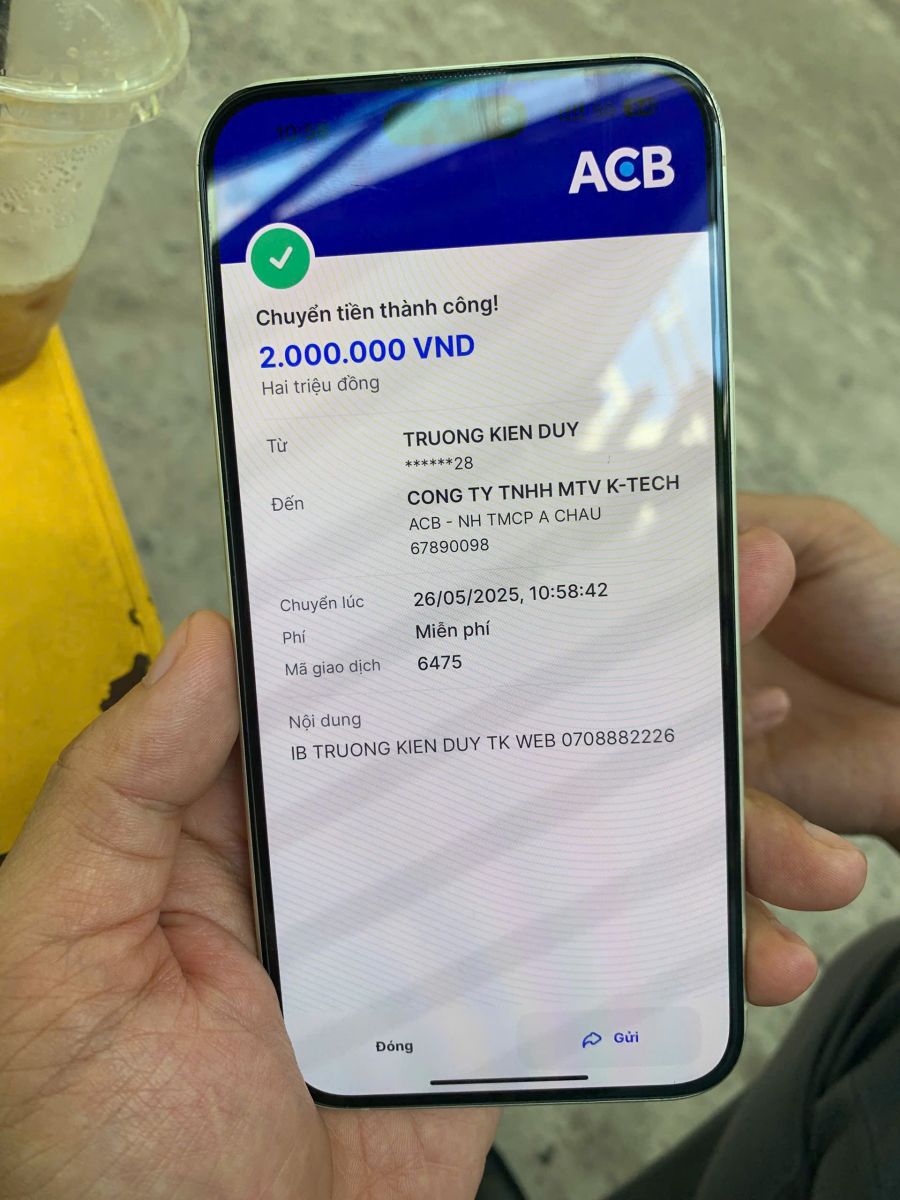 10:58
ACB
Chuyển tiền thành công!
2.000.000 VND
Hai triệu đồng
Từ
TRUONG KIEN DUY
******28
Đến
CONG TY TNHH MTV K-TECH
ACB - NH TMCP A CHAU
67890098
Chuyển lúc
26/05/2025, 10:58:42
Phí
Miễn phí
Mã giao dịch
6475
Nội dung
IB TRUONG KIEN DUY TK WEB 0708882226
Đóng
Gửi